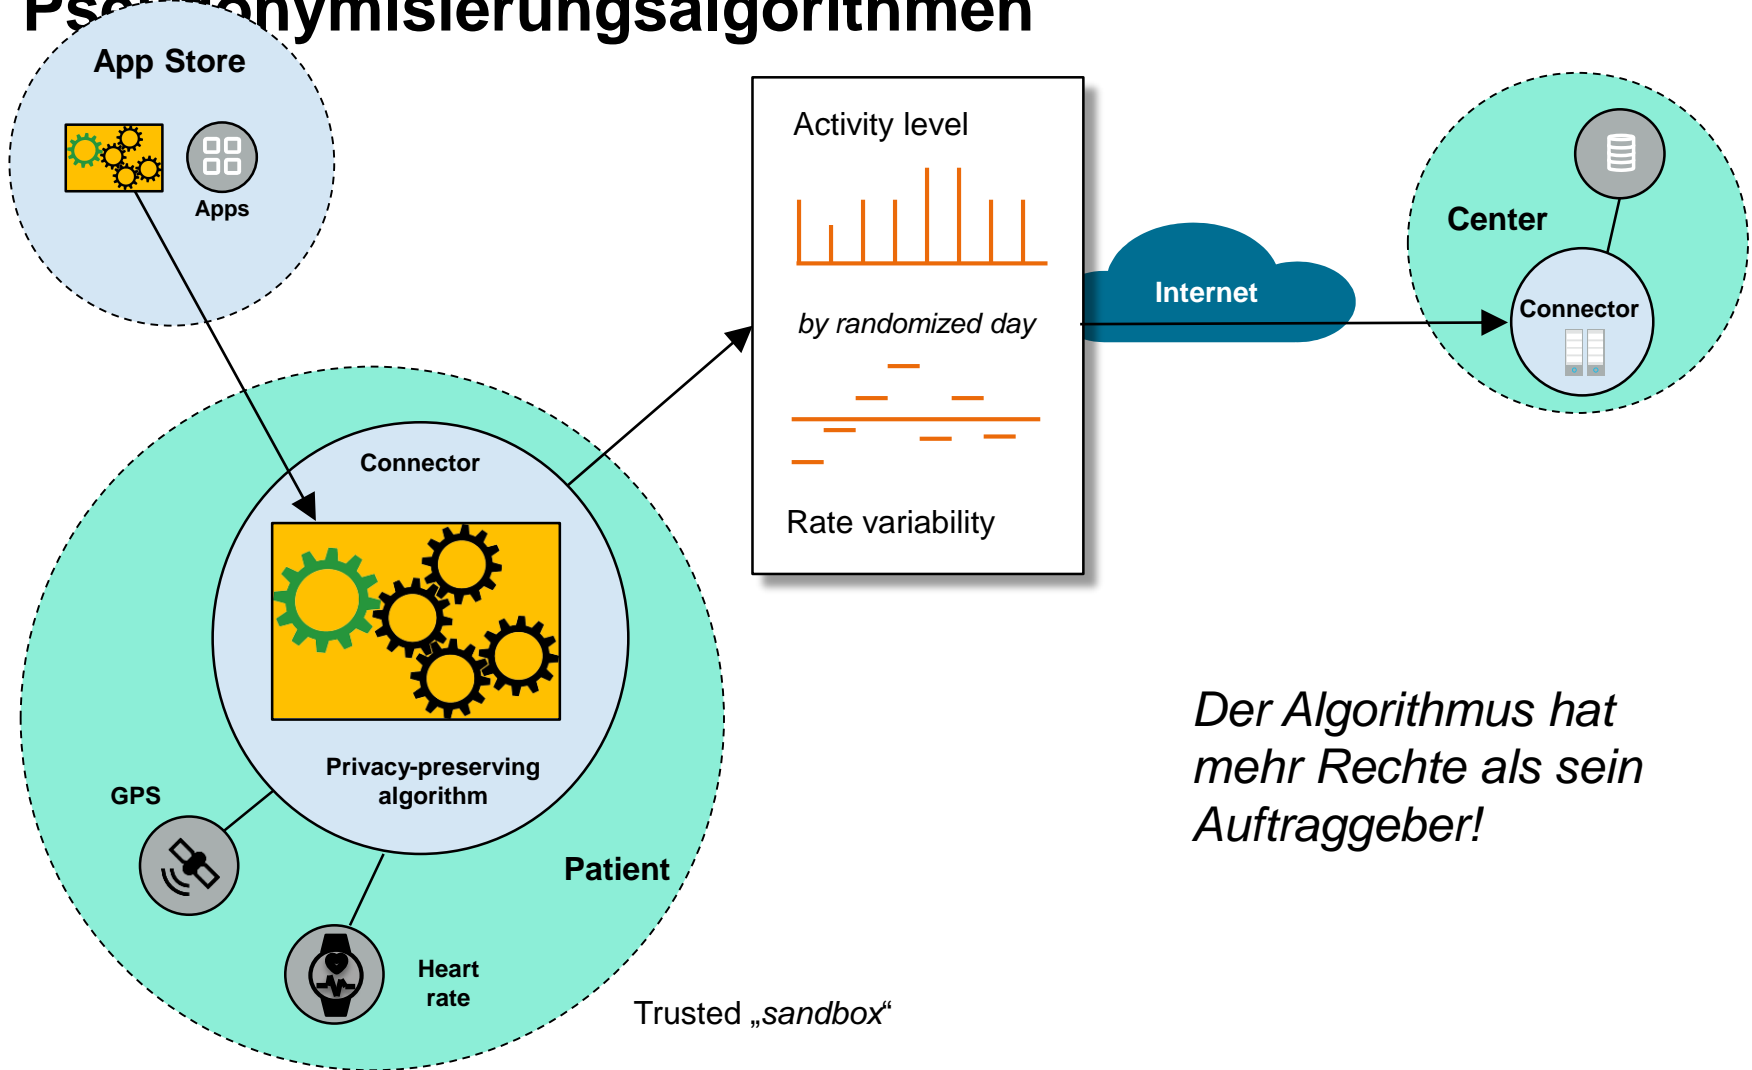 Pseudonymisierungsalgorithmen
App Store
Apps
Activity level
by randomized day
Rate variability
Internet
Center
Connector
Connector
Privacy-preserving
algorithm
GPS
Patient
Heart
rate
Trusted „sandbox“
Der Algorithmus hat
mehr Rechte als sein
Auftraggeber!